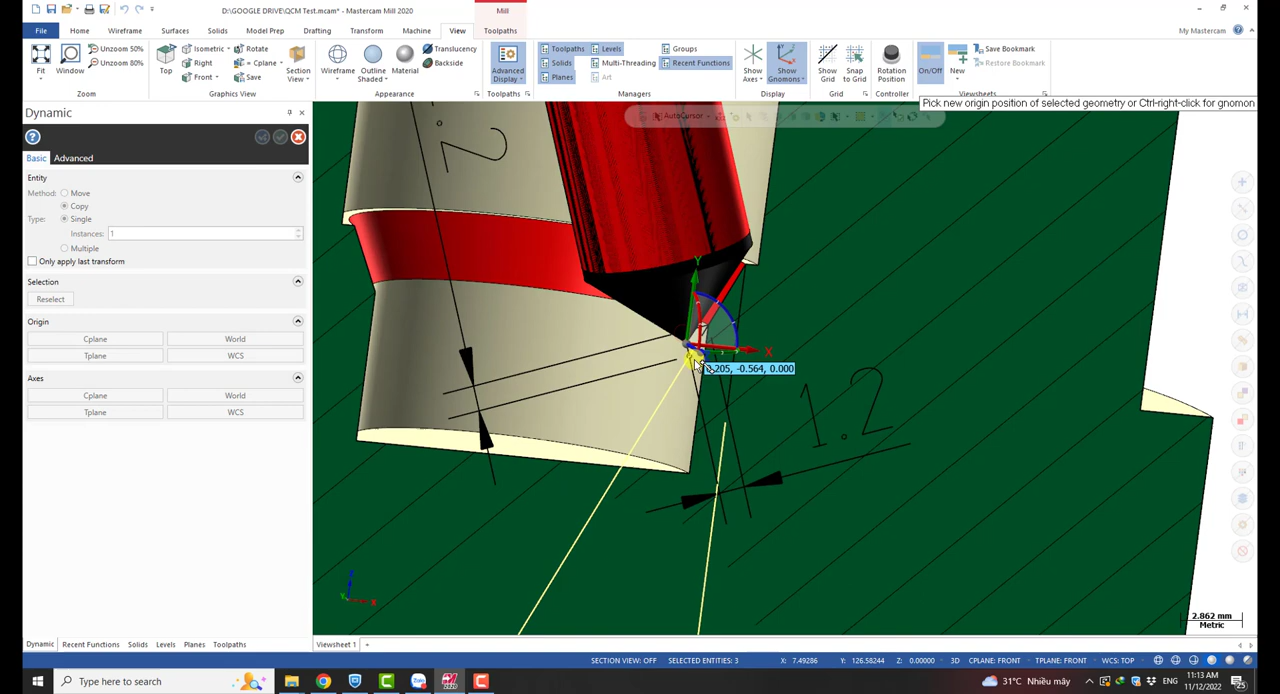 D:\GOOGLE DRIVE\QCM Test.mcam* - Mastercam Mill 2020
Mill
File
Home
Wireframe
Surfaces
Solids
Model Prep
Drafting
Transform
Machine
View
Toolpaths
My Mastercam
Fit
Window
Unzoom 50%
Unzoom 80%
Zoom
Top
Isometric
Right
Front
Rotate
= Cplane
Save
Section View
Graphics View
Wireframe
Outline Shaded
Material
Translucency
Backside
Appearance
Advanced Display
Toolpaths
Toolpaths
Solids
Planes
Levels
Multi-Threading
Art
Groups
Recent Functions
Managers
Show Axes
Show Gnomons
Display
Show Grid
Snap to Grid
Grid
Rotation Position
Controller
On/Off
New
Save Bookmark
Restore Bookmark
Viewsheets
Pick new origin position of selected geometry or Ctrl-right-click for gnomon
Dynamic
Basic
Advanced
Entity
Method:
Move
Copy
Type:
Single
Instances:
1
Multiple
Only apply last transform
Selection
Reselect
Origin
Cplane
World
Tplane
WCS
Axes
Cplane
World
Tplane
WCS
AutoCursor
Y
X
-0.564, 0.000
1.2
2.862 mm
Metric
Dynamic
Recent Functions
Solids
Levels
Planes
Toolpaths
Viewsheet 1
SECTION VIEW: OFF
SELECTED ENTITIES: 3
X: 7.49286
Y: 126.58244
Z: 0.00000
3D
CPLANE: FRONT
TPLANE: FRONT
WCS: TOP
Type here to search
31°C Nhiều mây
ENG
11:13 AM
11/12/2022